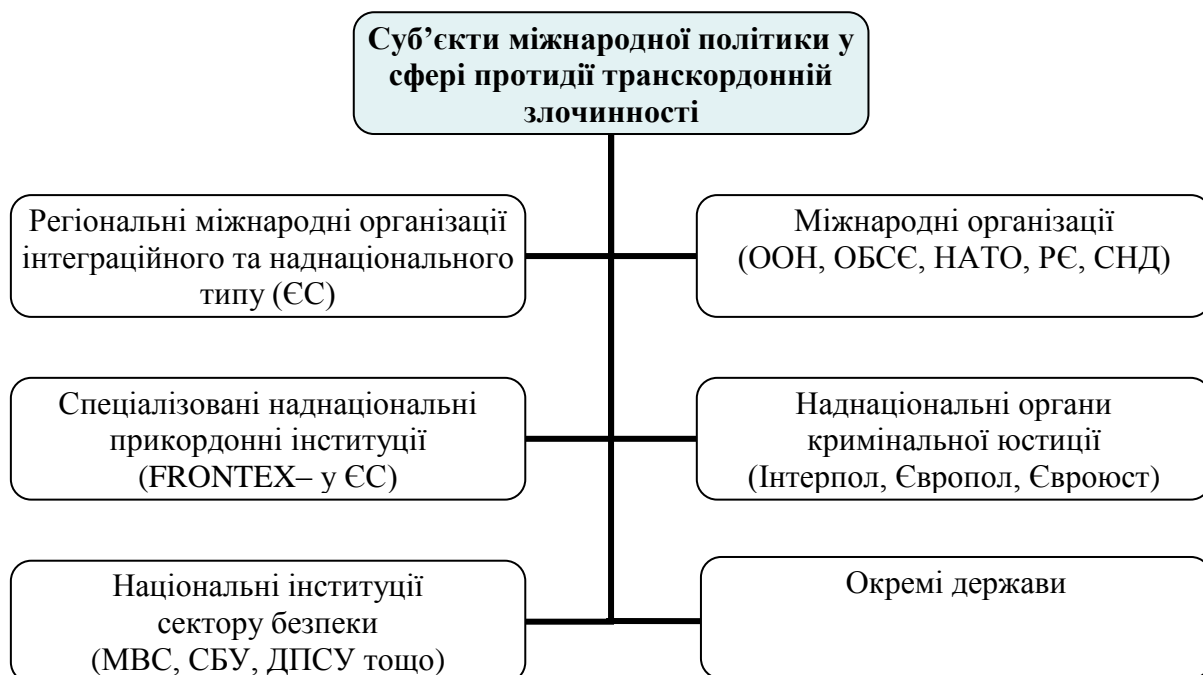 Суб’єкти міжнародної політики у
сфері протидії транскордонній
злочинності
Регіональні міжнародні організації
інтеграційного та наднаціонального
типу (ЄС)
Міжнародні організації
(ООН, ОБСЄ, НАТО, РЄ, СНД)
Спеціалізовані наднаціональні
прикордонні інституції
(FRONTEX– у ЄС)
Наднаціональні органи
кримінальної юстиції
(Інтерпол, Європол, Євроюст)
Національні інституції
сектору безпеки
(МВС, СБУ, ДПСУ тощо)
Окремі держави